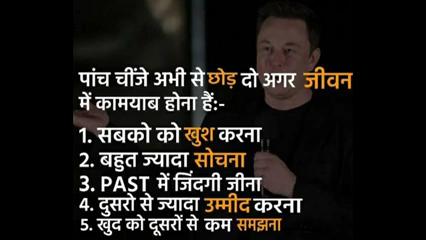 पांच चींजे अभी से छोड़ दो अगर जीवन
में कामयाब होना हैं:-
1. सबको को खुश करना
2. बहुत ज्यादा सोचना
3. PAST में जिंदगी जीना
4. दुसरो से ज्यादा उम्मीद करना
5. खुद को दूसरों से कम समझना